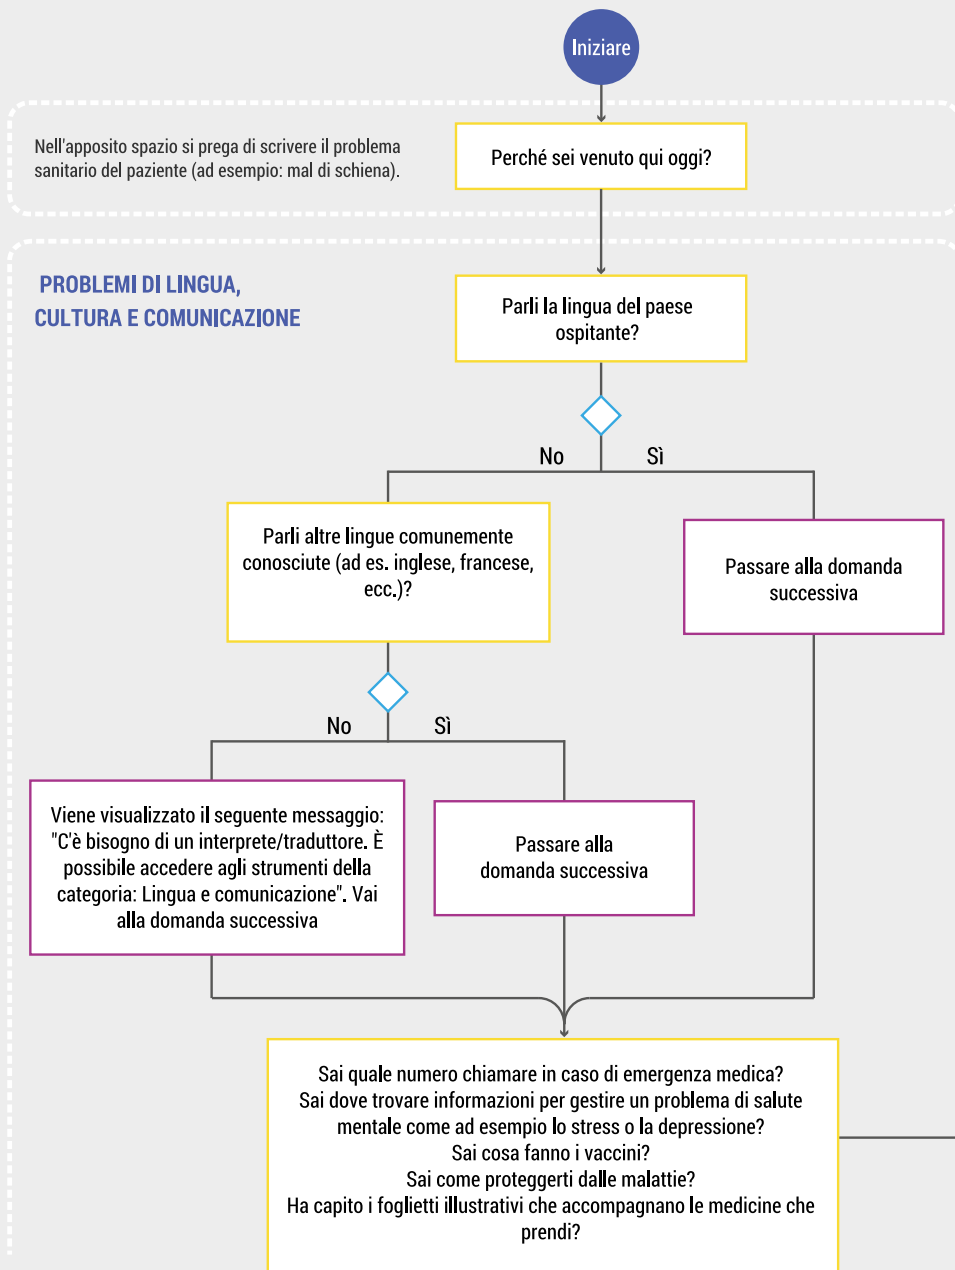 Iniziare
Nell'apposito spazio si prega di scrivere il problema
sanitario del paziente (ad esempio: mal di schiena).
Perché sei venuto qui oggi?
PROBLEMI DI LINGUA,
CULTURA E COMUNICAZIONE
Parli la lingua del paese
ospitante?
No
Sì
Parli altre lingue comunemente
conosciute (ad es. inglese, francese,
ecc.)?
Passare alla domanda
successiva
No
Sì
Viene visualizzato il seguente messaggio:
"C'è bisogno di un interprete/traduttore. È
possibile accedere agli strumenti della
categoria: Lingua e comunicazione". Vai
alla domanda successiva
Passare alla
domanda successiva
Sai quale numero chiamare in caso di emergenza medica?
Sai dove trovare informazioni per gestire un problema di salute
mentale come ad esempio lo stress o la depressione?
Sai cosa fanno i vaccini?
Sai come proteggerti dalle malattie?
Ha capito i foglietti illustrativi che accompagnano le medicine che
prendi?